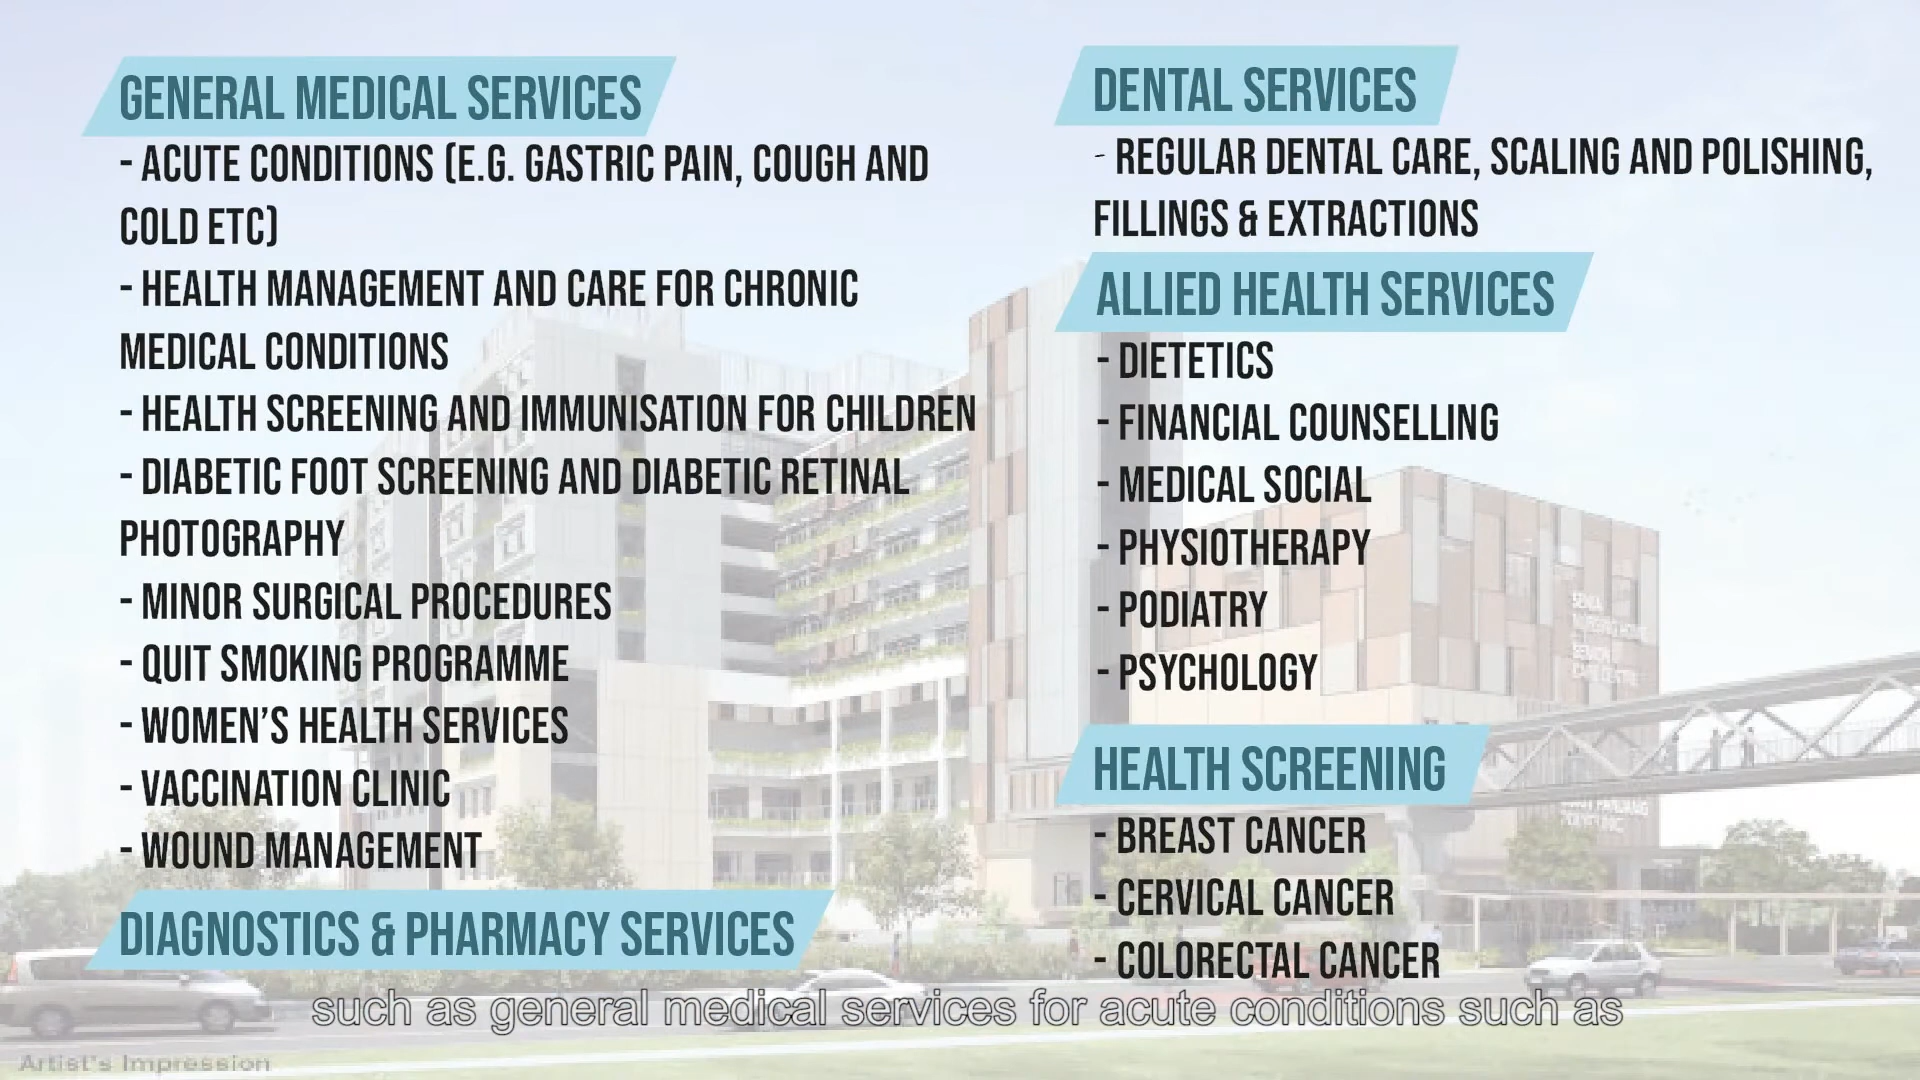 GENERAL MEDICAL SERVICES
- ACUTE CONDITIONS (E.G. GASTRIC PAIN, COUGH AND
COLD ETC)
- HEALTH MANAGEMENT AND CARE FOR CHRONIC
MEDICAL CONDITIONS
- HEALTH SCREENING AND IMMUNISATION FOR CHILDREN
- DIABETIC FOOT SCREENING AND DIABETIC RETINAL
PHOTOGRAPHY
- MINOR SURGICAL PROCEDURES
- QUIT SMOKING PROGRAMME
- WOMEN’S HEALTH SERVICES
- VACCINATION CLINIC
- WOUND MANAGEMENT
DIAGNOSTICS & PHARMACY SERVICES
DENTAL SERVICES
- REGULAR DENTAL CARE, SCALING AND POLISHING,
FILLINGS & EXTRACTIONS
ALLIED HEALTH SERVICES
- DIETETICS
- FINANCIAL COUNSELLING
- MEDICAL SOCIAL
- PHYSIOTHERAPY
- PODIATRY
- PSYCHOLOGY
HEALTH SCREENING
- BREAST CANCER
- CERVICAL CANCER
- COLORECTAL CANCER
SENJA
CARE CENTRE
such as general medical services for acute conditions such as
Artist's Impression